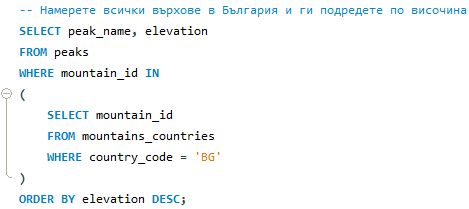 -- Намерете всички върхове в България и ги подредете по височина
SELECT peak_name, elevation
FROM peaks
WHERE mountain_id IN
(
SELECT mountain_id
FROM mountains_countries
WHERE country_code = 'BG'
)
ORDER BY elevation DESC;